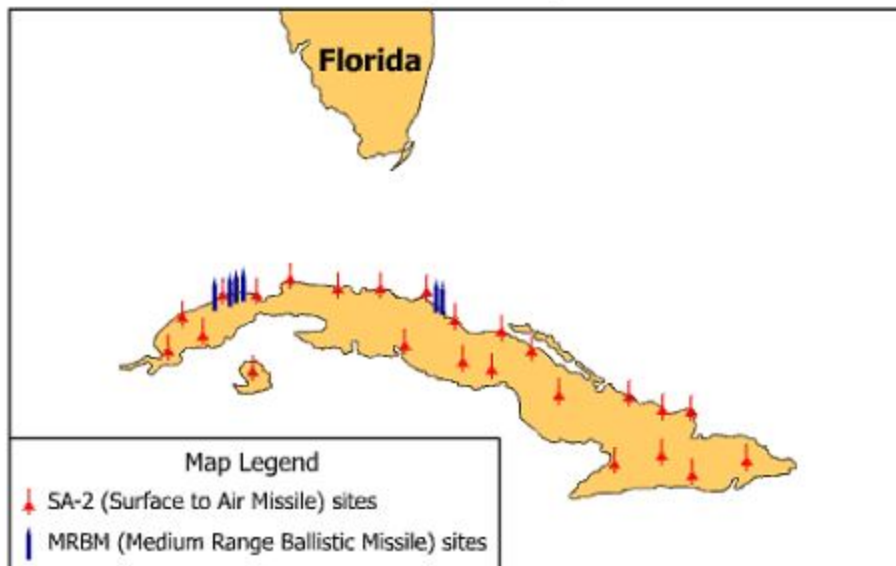 Florida
Map Legend
SA-2 (Surface to Air Missile) sites
MRBM (Medium Range Ballistic Missile) sites